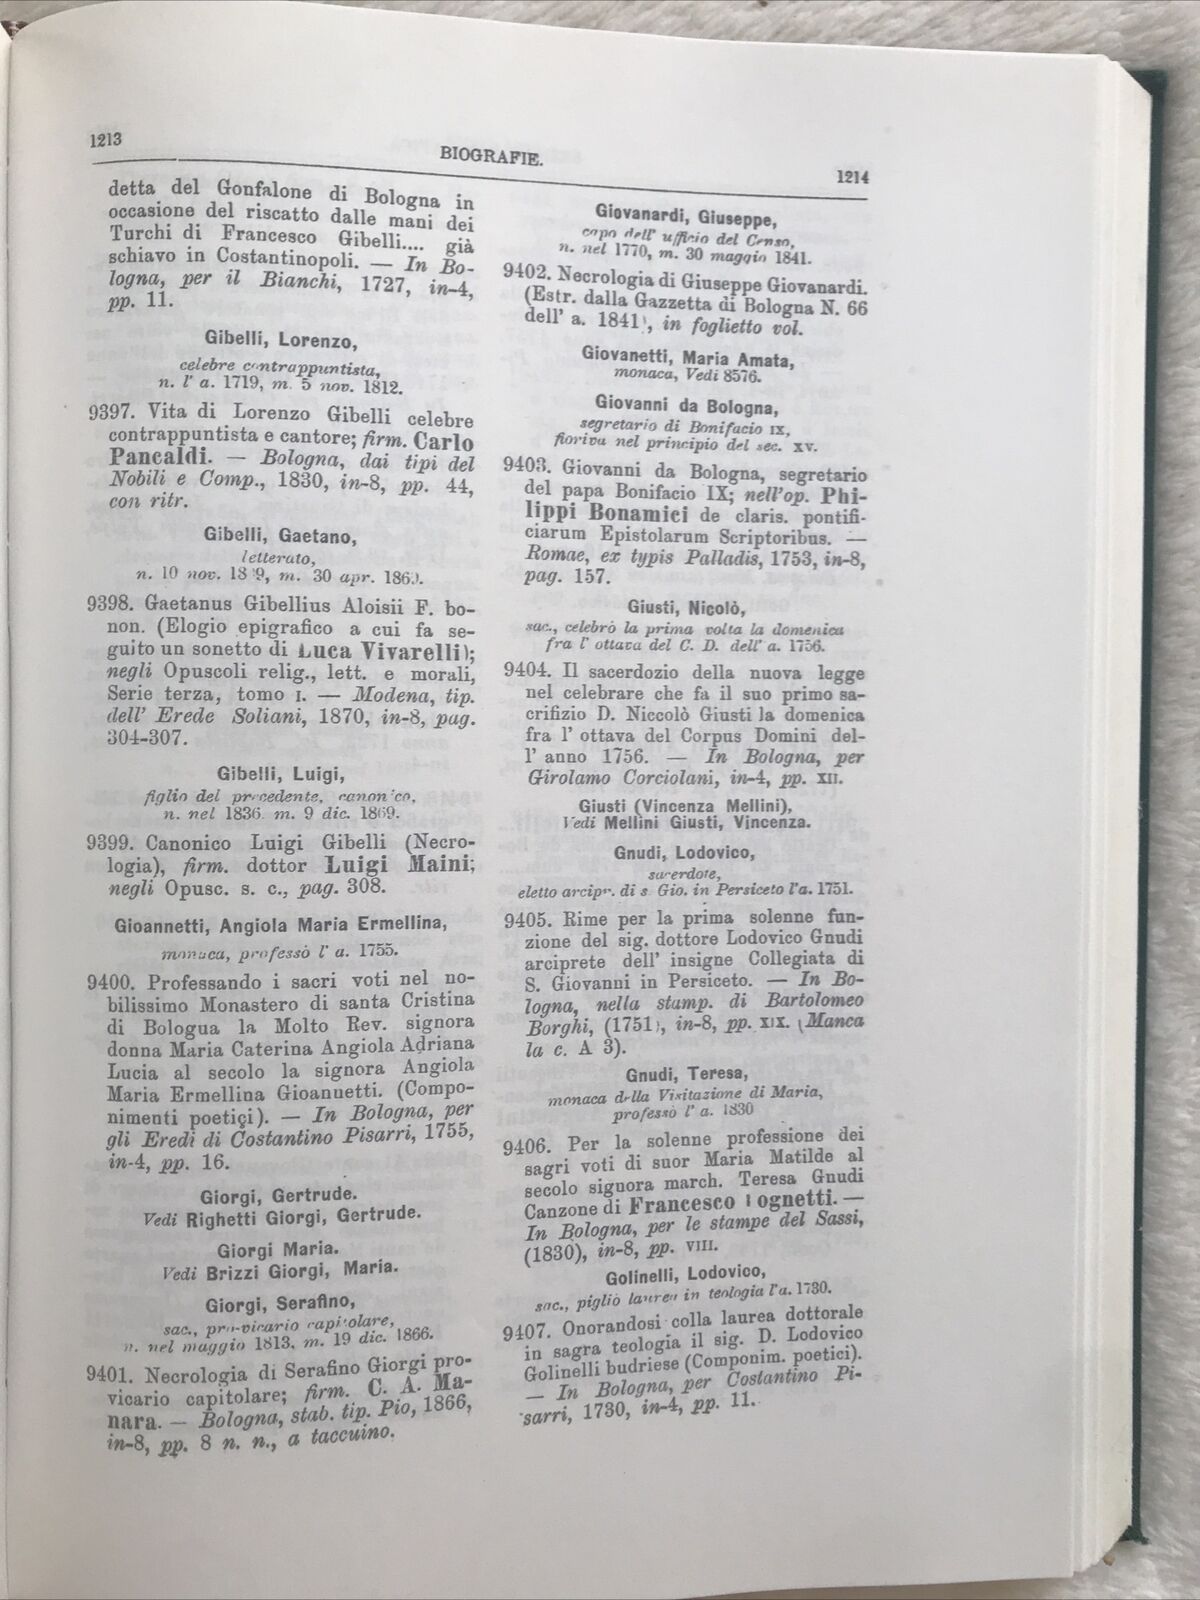 1213
BIOGRAFIE.
1214
detta del Gonfalone di Bologna in
occasione del riscatto dalle mani dei
Turchi di Francesco Gibelli.... già
schiavo in Costantinopoli. — In Bo-
logna, per il Bianchi, 1727, in-4,
pp. 11.
Gibelli, Lorenzo,
celebre contrappuntista,
n. l' a. 1719, m. 5 nov. 1812.
9397. Vita di Lorenzo Gibelli celebre
contrappuntista e cantore; firm. Carlo
Pancaldi. — Bologna, dai tipi del
Nobili e Comp., 1830, in-8, pp. 44,
con ritr.
Gibelli, Gaetano,
letterato,
n. 10 nov. m. 30 apr.
9398. Gaetanus Gibellius Aloisii F. bo-
non. (Elogio epigrafico a cui fa se-
guito un sonetto di Luca Vivarelli);
negli Opuscoli relig., lett. e morali,
Serie terza, tomo I. — Modena, tip.
dell' Erede Soliani, 1870, in-8, pag.
304-307.
Gibelli, Luigi,
figlio del precedente, canonico,
n. nel 1836. m. 9 dic. 1869.
9399. Canonico Luigi Gibelli (Necro-
logia), firm. dottor Luigi Maini;
negli Opusc. s. c., pag. 308.
Gioannetti, Angiola Maria Ermellina,
monaca, professò l' a. 1755.
9400. Professando i sacri voti nel no-
bilissimo Monastero di santa Cristina
di Bologua la Molto Rev. signora
donna Maria Caterina Angiola Adriana
Lucia al secolo la signora Angiola
Maria Ermellina Gioannetti. (Compo-
nimenti poetici). — In Bologna, per
gli Eredi di Costantino Pisarri, 1755,
in-4, pp. 16.
Giorgi, Gertrude.
Vedi Righetti Giorgi, Gertrude.
Giorgi Maria.
Vedi Brizzi Giorgi, Maria.
Giorgi, Serafino,
sac., pro-vicario capitolare,
n. nel maggio 1813, m. 19 dic. 1866.
9401. Necrologia di Serafino Giorgi pro-
vicario capitolare; firm. C. A. Ma-
nara. — Bologna, stab. tip. Pio, 1866,
in-8, pp. 8 n. n., a taccuino.
Giovanardi, Giuseppe,
capo dell' ufficio del Censo,
n. nel 1770, m. 30 maggio 1841.
9402. Necrologia di Giuseppe Giovanardi.
(Estr. dalla Gazzetta di Bologna N. 66
dell' a. 1841), in foglietto vol.
Giovanetti, Maria Amata,
monaca, Vedi 8576.
Giovanni da Bologna,
segretario di Bonifacio IX,
fioriva nel principio del sec. XV.
9403. Giovanni da Bologna, segretario
del papa Bonifacio IX; nell'op. Phi-
lippi Bonamici de claris. pontifi-
ciarum Epistolarum Scriptoribus. —
Romae, ex typis Palladis, 1753, in-8,
pag. 157.
Giusti, Nicolò,
sac., celebrò la prima volta la domenica
fra l' ottava del C. D. dell' a. 1756.
9404. Il sacerdozio della nuova legge
nel celebrare che fa il suo primo sa-
crifizio D. Niccolò Giusti la domenica
fra l' ottava del Corpus Domini del-
l' anno 1756. — In Bologna, per
Girolamo Corciolani, in-4, pp. XII.
Giusti (Vincenza Mellini),
Vedi Mellini Giusti, Vincenza.
Gnudi, Lodovico,
sacerdote,
eletto arcipr. di s Gio. in Persiceto l'a. 1751.
9405. Rime per la prima solenne fun-
zione del sig. dottore Lodovico Gnudi
arciprete dell' insigne Collegiata di
S. Giovanni in Persiceto. — In Bo-
logna, nella stamp. di Bartolomeo
Borghi, (1751), in-8, pp. XIX. (Manca
la c. A 3).
Gnudi, Teresa,
monaca della Visitazione di Maria,
professò l' a. 1830
9406. Per la solenne professione dei
sagri voti di suor Maria Matilde al
secolo signora march. Teresa Gnudi
Canzone di Francesco Tognetti. —
In Bologna, per le stampe del Sassi,
(1830), in-8, pp. VIII.
Golinelli, Lodovico,
sac., pigliò laurea in teologia l'a. 1730.
9407. Onorandosi colla laurea dottorale
in sagra teologia il sig. D. Lodovico
Golinelli budriese (Componim. poetici).
— In Bologna, per Costantino Pi-
sarri, 1730, in-4, pp. 11.